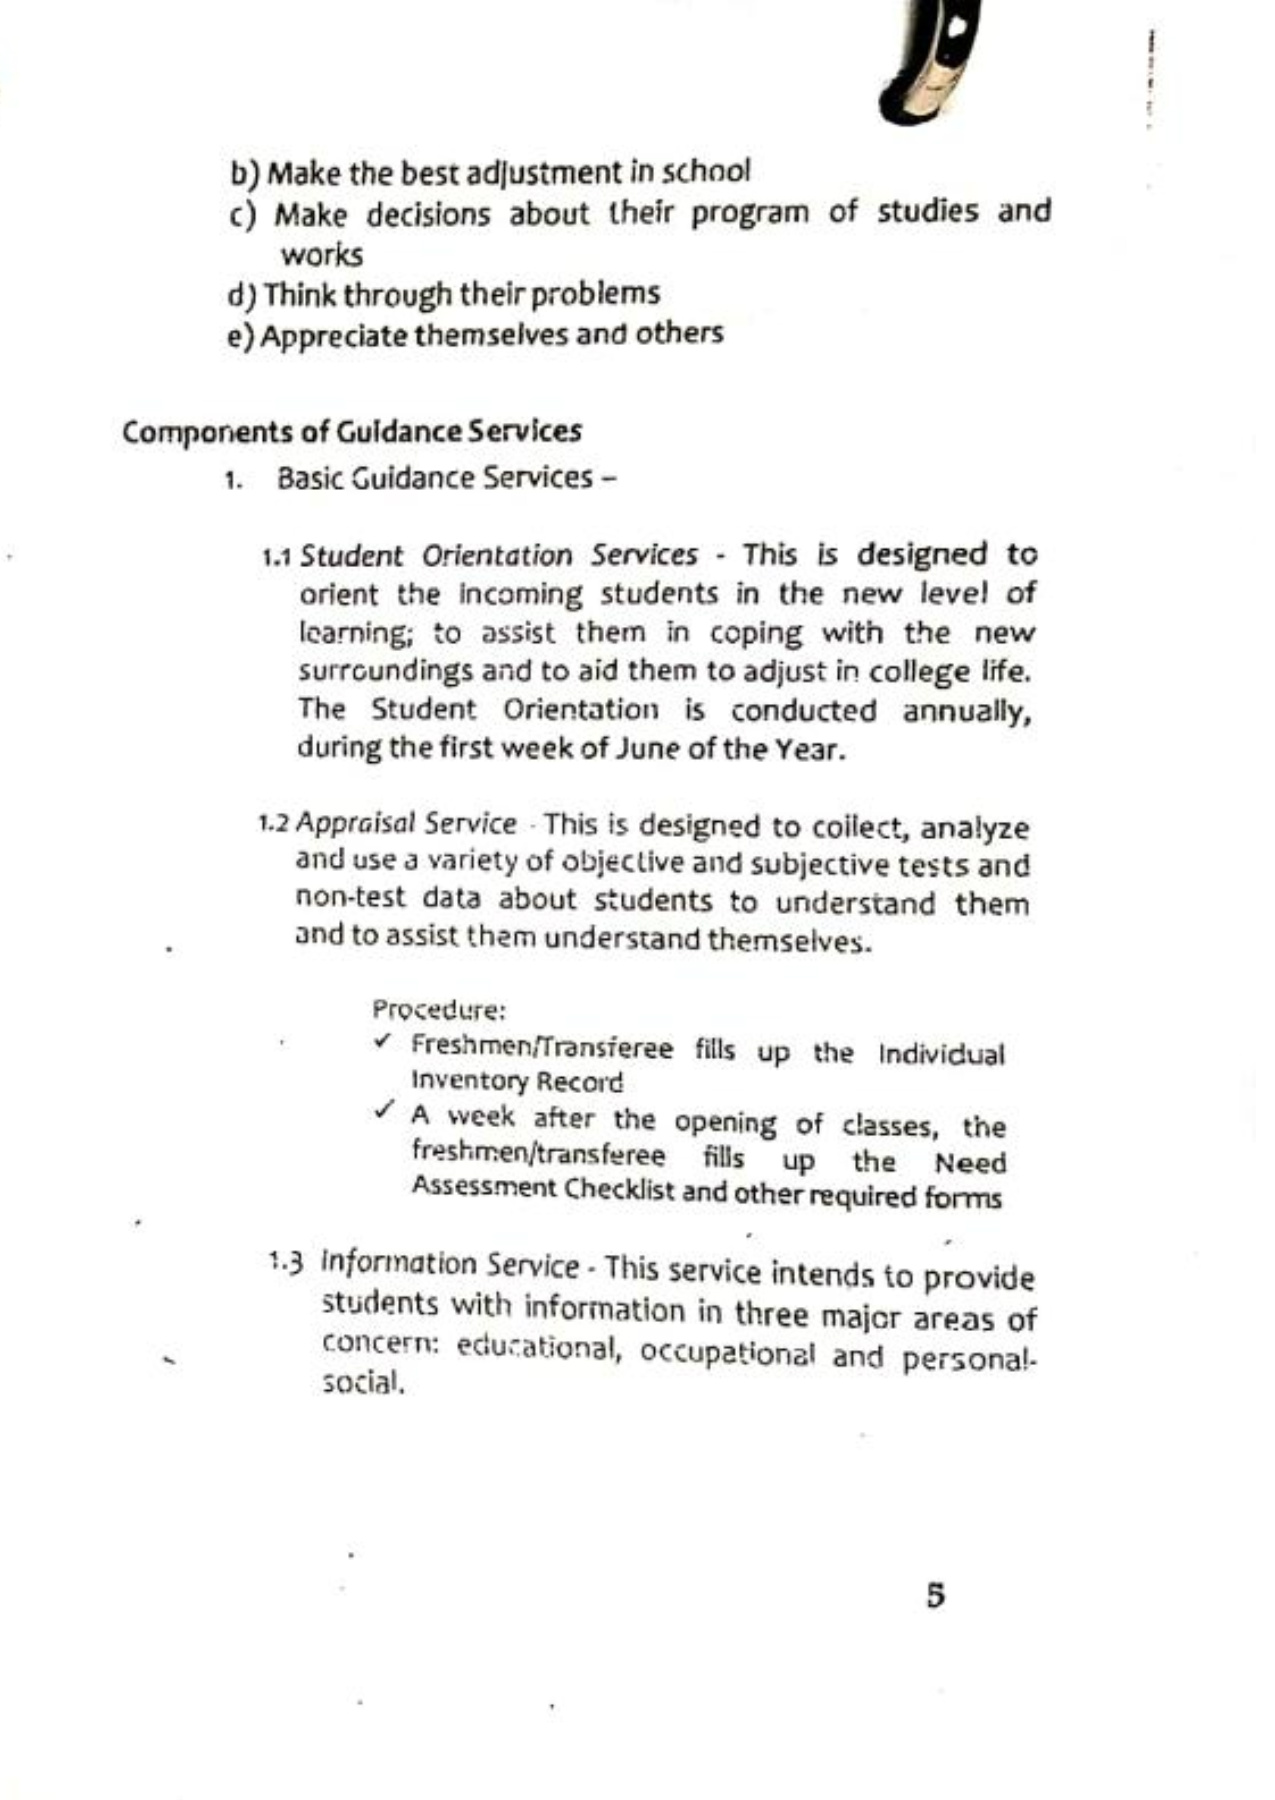 b) Make the best adjustment in school
c) Make decisions about their program of studies and
works
d) Think through their problems
e) Appreciate themselves and others
Components of Guidance Services
1. Basic Guidance Services –
1.1 Student Orientation Services - This is designed to
orient the incoming students in the new level of
learning; to assist them in coping with the new
surroundings and to aid them to adjust in college life.
The Student Orientation is conducted annually,
during the first week of June of the Year.
1.2 Appraisal Service - This is designed to collect, analyze
and use a variety of objective and subjective tests and
non-test data about students to understand them
and to assist them understand themselves.
Procedure:
✓ Freshmen/Transferee fills up the Individual
Inventory Record
✓ A week after the opening of classes, the
freshmen/transferee fills up the Need
Assessment Checklist and other required forms
1.3 Information Service - This service intends to provide
students with information in three major areas of
concern: educational, occupational and personal-
social.
5